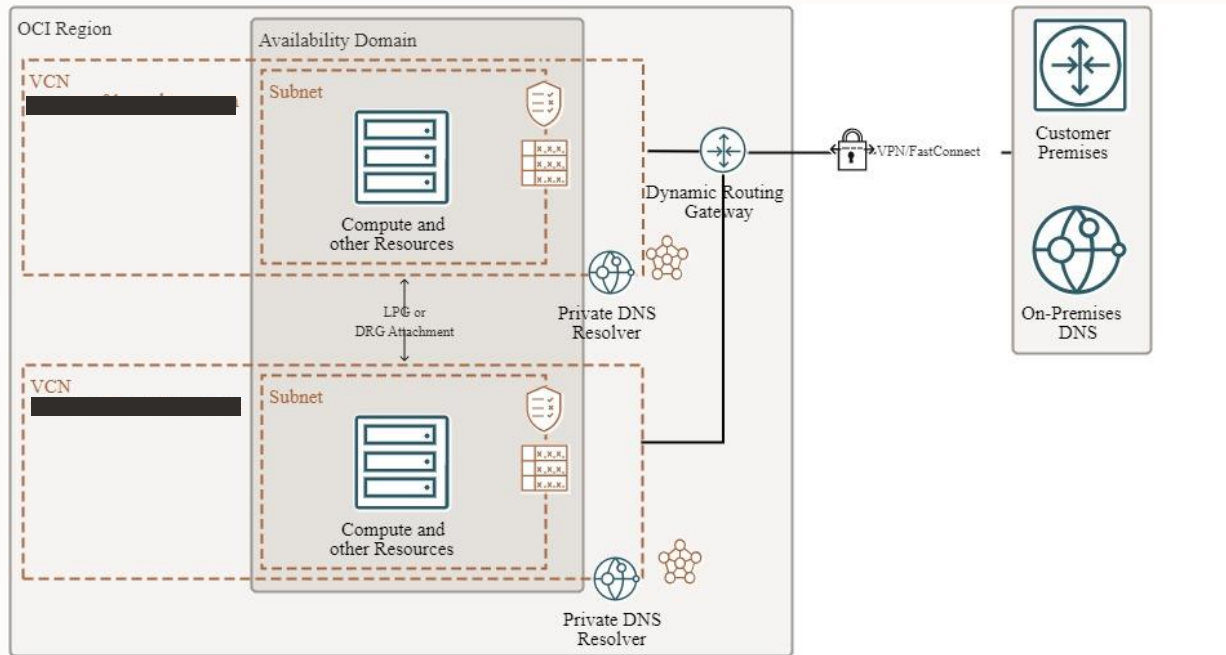 OCI Region
Availability Domain
VCN
Subnet
Compute and
other Resources
Dynamic Routing
Gateway
VPN/FastConnect
Customer
Premises
Private DNS
Resolver
On-Premises
DNS
LPG or
DRG Attachment
VCN
Subnet
Compute and
other Resources
Private DNS
Resolver